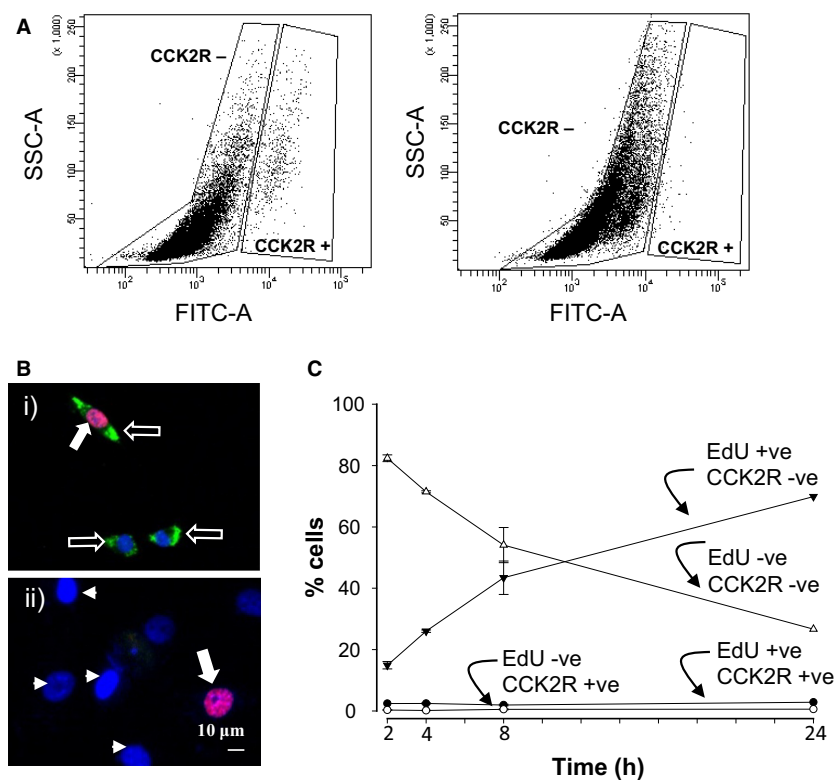 A
(x 1,000)
250
200
150
100
50
SSC-A
CCK2R –
CCK2R +
10²
10³
10⁴
10⁵
FITC-A
(x 1,000)
250
200
150
100
50
SSC-A
CCK2R –
CCK2R +
10²
10³
10⁴
10⁵
FITC-A
B
i)
ii)
10 µm
C
100
80
60
40
20
0
% cells
EdU +ve
CCK2R -ve
EdU -ve
CCK2R -ve
EdU -ve
CCK2R +ve
EdU +ve
CCK2R +ve
2
4
8
24
Time (h)